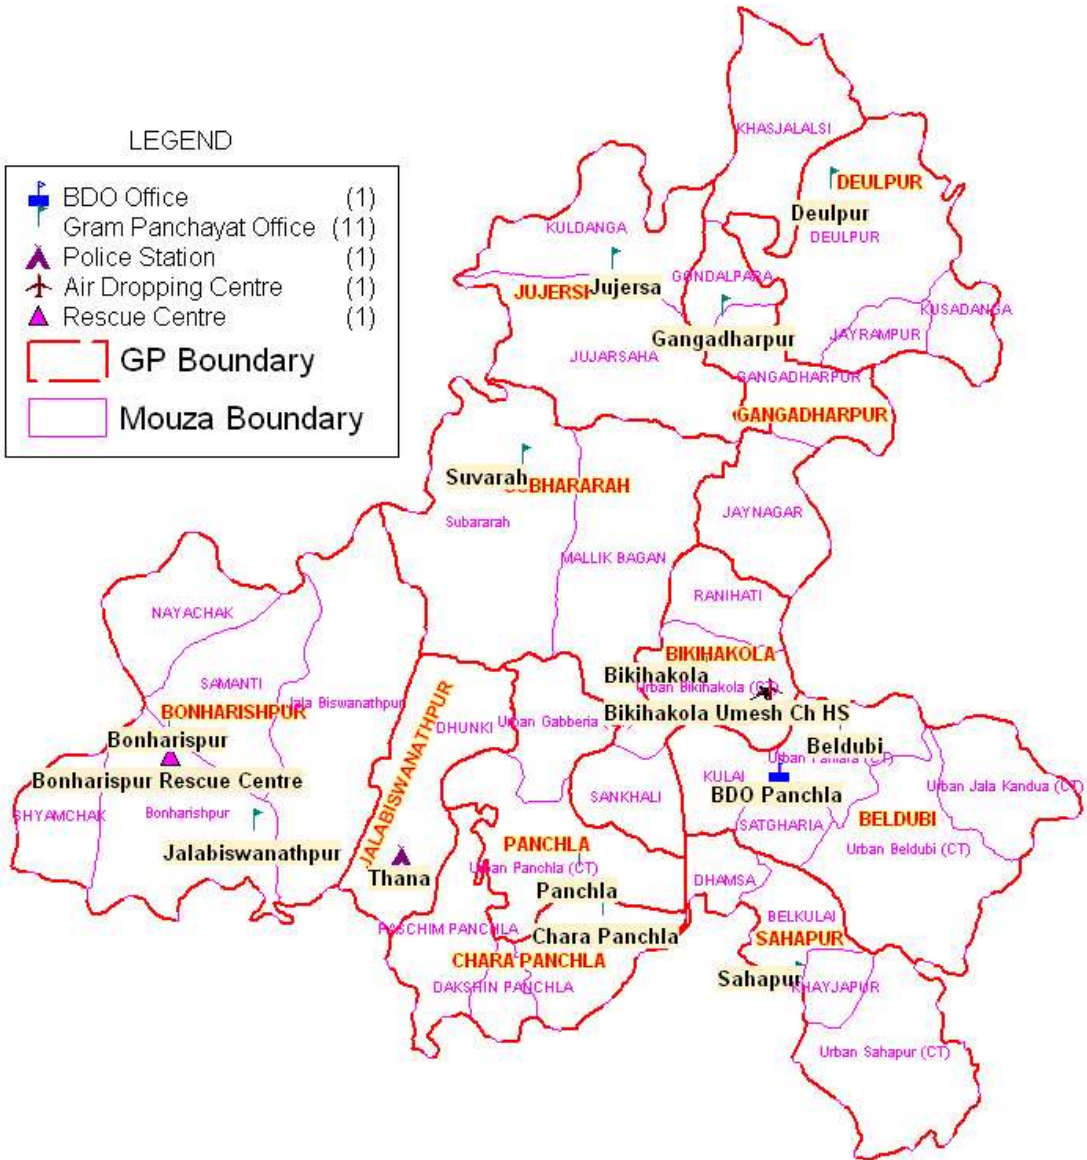 LEGEND
BDO Office (1)
Gram Panchayat Office (11)
Police Station (1)
Air Dropping Centre (1)
Rescue Centre (1)
GP Boundary
Mouza Boundary
KHASJALALSI
DEULPUR
Deulpur
DEULPUR
KULDANGA
GONDALPARA
JUJERSI
Jujersa
KUSADANGA
Gangadharpur
JAYRAMPUR
JUJARSAHA
GANGADHARPUR
GANGADHARPUR
Suvarah
Subararah
JAYNAGAR
MALLIK BAGAN
RANIHATI
NAYACHAK
BIKIHAKOLA
Bikihakola
Urban Bikihakola (CT)
SAMANTI
Jala Biswanathpur
BONHARISHPUR
Bikihakola Umesh Ch HS
JALABISWANATHPUR
DHUNKI
Urban Gabberia
Bonharispur
Beldubi
Bonharispur Rescue Centre
KULAI
Urban Jala Kandua (CT)
BDO Panchla
SANKHALI
SHYAMCHAK
Bonharishpur
SATGHARIA
BELDUBI
Urban Beldubi (CT)
Jalabiswanathpur
PANCHLA
Urban Panchla (CT)
Thana
DHAMSA
Panchla
BELKULAI
PASCHIM PANCHLA
Chara Panchla
SAHAPUR
CHARA PANCHLA
Sahapur
KHAYJAPUR
DAKSHIN PANCHLA
Urban Sahapur (CT)